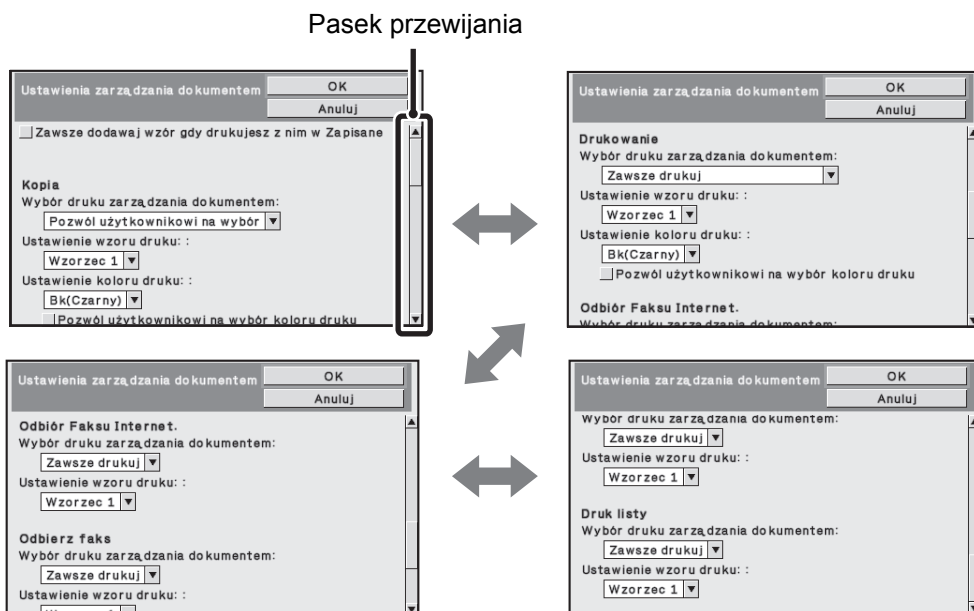 Pasek przewijania
Ustawienia zarządzania dokumentem
OK
Anuluj
Zawsze dodawaj wzór gdy drukujesz z nim w Zapisane
Kopia
Wybór druku zarządzania dokumentem:
Pozwól użytkownikowi na wybór
Ustawienie wzoru druku: :
Wzorzec 1
Ustawienie koloru druku: :
Bk(Czarny)
Pozwól użytkownikowi na wybór koloru druku
Ustawienia zarządzania dokumentem
OK
Anuluj
Drukowanie
Wybór druku zarządzania dokumentem:
Zawsze drukuj
Ustawienie wzoru druku: :
Wzorzec 1
Ustawienie koloru druku: :
Bk(Czarny)
Pozwól użytkownikowi na wybór koloru druku
Odbiór Faksu Internet.
Wybór druku zarządzania dokumentem:
Ustawienia zarządzania dokumentem
OK
Anuluj
Odbiór Faksu Internet.
Wybór druku zarządzania dokumentem:
Zawsze drukuj
Ustawienie wzoru druku: :
Wzorzec 1
Odbierz faks
Wybór druku zarządzania dokumentem:
Zawsze drukuj
Ustawienie wzoru druku: :
Ustawienia zarządzania dokumentem
OK
Anuluj
Wybór druku zarządzania dokumentem:
Zawsze drukuj
Ustawienie wzoru druku: :
Wzorzec 1
Druk listy
Wybór druku zarządzania dokumentem:
Zawsze drukuj
Ustawienie wzoru druku: :
Wzorzec 1